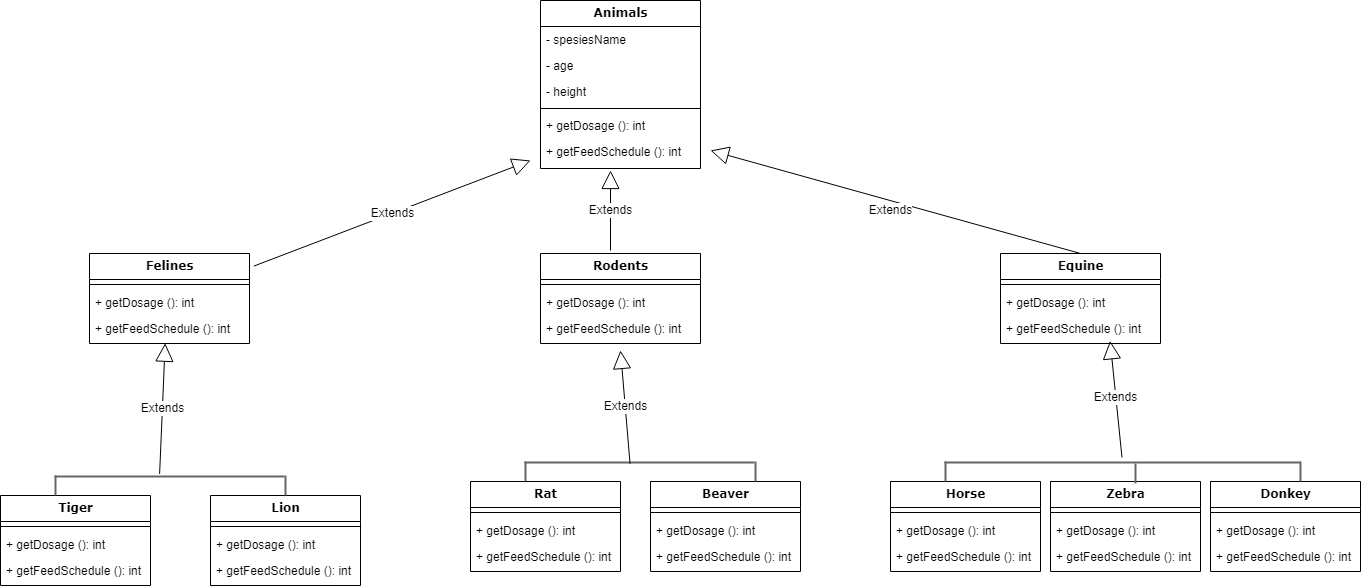 Animals
- spesiesName
- age
- height
+ getDosage (): int
+ getFeedSchedule (): int
Extends
Extends
Extends
Felines
+ getDosage (): int
+ getFeedSchedule (): int
Rodents
+ getDosage (): int
+ getFeedSchedule (): int
Equine
+ getDosage (): int
+ getFeedSchedule (): int
Extends
Extends
Extends
Tiger
+ getDosage (): int
+ getFeedSchedule (): int
Lion
+ getDosage (): int
+ getFeedSchedule (): int
Rat
+ getDosage (): int
+ getFeedSchedule (): int
Beaver
+ getDosage (): int
+ getFeedSchedule (): int
Horse
+ getDosage (): int
+ getFeedSchedule (): int
Zebra
+ getDosage (): int
+ getFeedSchedule (): int
Donkey
+ getDosage (): int
+ getFeedSchedule (): int